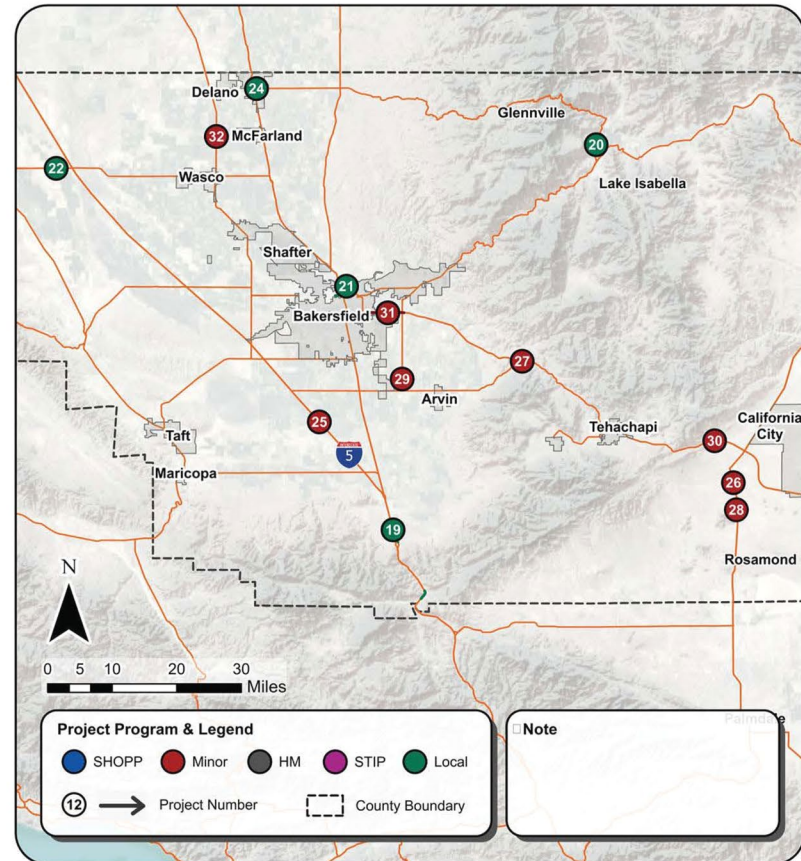 24
Delano
Glennville
32
McFarland
20
22
Wasco
Lake Isabella
Shafter
21
Bakersfield
31
27
29
Arvin
25
California
City
Tehachapi
30
Taft
5
Maricopa
26
28
19
Rosamond
N
0 5 10 20 30
Miles
Palmdale
Project Program & Legend
SHOPP
Minor
HM
STIP
Local
12
Project Number
County Boundary
Note